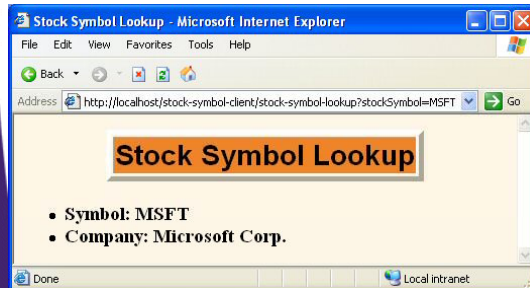 Stock Symbol Lookup - Microsoft Internet Explorer
File Edit View Favorites Tools Help
Back
Address http://localhost/stock-symbol-client/stock-symbol-lookup?stockSymbol=MSFT Go
Stock Symbol Lookup
• Symbol: MSFT
• Company: Microsoft Corp.
Done Local intranet